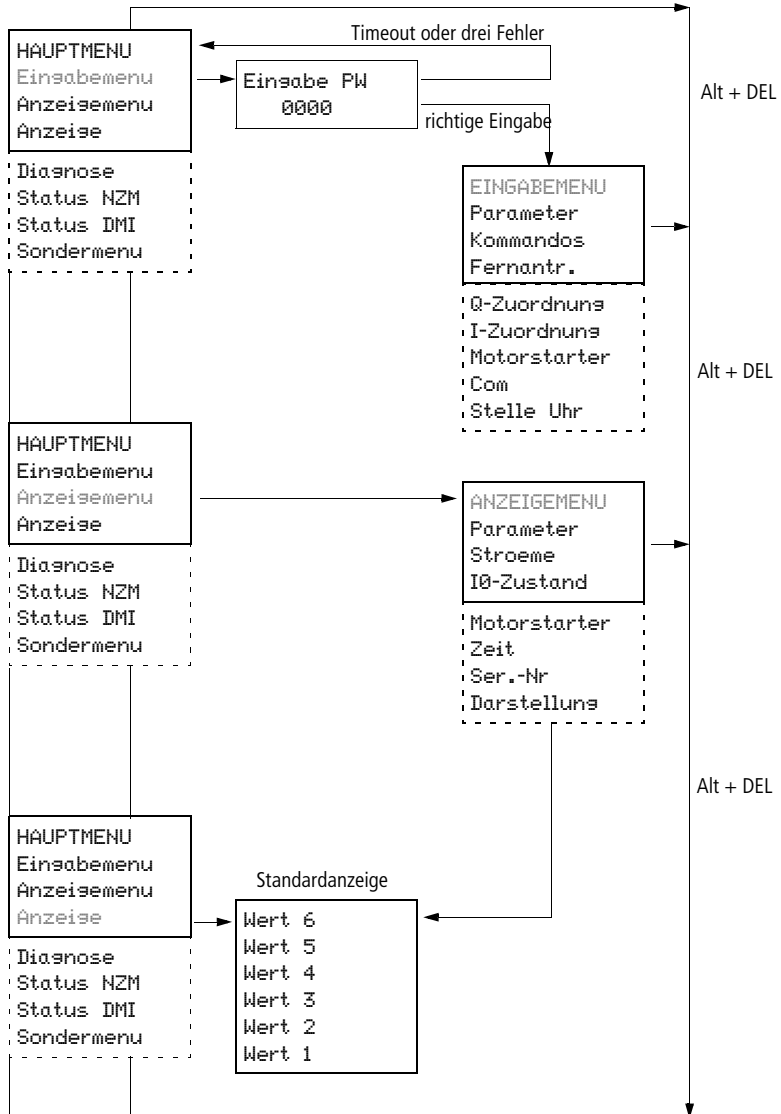 Timeout oder drei Fehler
HAUPTMENU
Eingabemenu
Anzeigemenu
Anzeige
Diagnose
Status NZM
Status DMI
Sondermenu
Eingabe PW
0000
richtige Eingabe
Alt + DEL
EINGABEMENU
Parameter
Kommandos
Fernantr.
Q-Zuordnung
I-Zuordnung
Motorstarter
Com
Stelle Uhr
Alt + DEL
HAUPTMENU
Eingabemenu
Anzeigemenu
Anzeige
Diagnose
Status NZM
Status DMI
Sondermenu
ANZEIGEMENU
Parameter
Stroeme
I0-Zustand
Motorstarter
Zeit
Ser.-Nr
Darstellung
Alt + DEL
HAUPTMENU
Eingabemenu
Anzeigemenu
Anzeige
Diagnose
Status NZM
Status DMI
Sondermenu
Standardanzeige
Wert 6
Wert 5
Wert 4
Wert 3
Wert 2
Wert 1